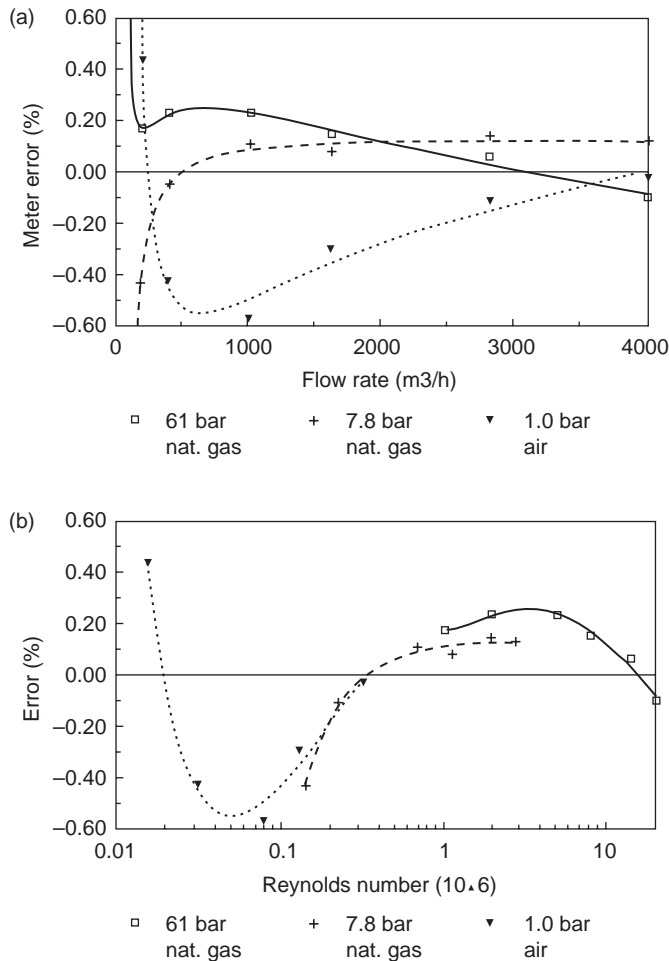 (a)
0.60
0.40
0.20
0.00
–0.20
–0.40
–0.60
Meter error (%)
0 1000 2000 3000 4000
Flow rate (m3/h)
61 bar 7.8 bar 1.0 bar
nat. gas nat. gas air
(b)
0.60
0.40
0.20
0.00
–0.20
–0.40
–0.60
Error (%)
0.01 0.1 1 10
Reynolds number (10▴6)
61 bar 7.8 bar 1.0 bar
nat. gas nat. gas air